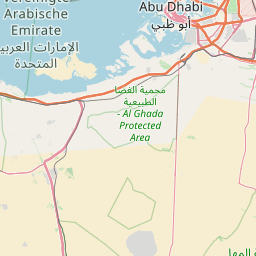 Vereinigte
Arabische
Emirate
الإمارات العربية
المتحدة
Abu Dhabi
أبو ظبي
محمية الغضا
الطبيعية
- Al Ghada
Protected
Area